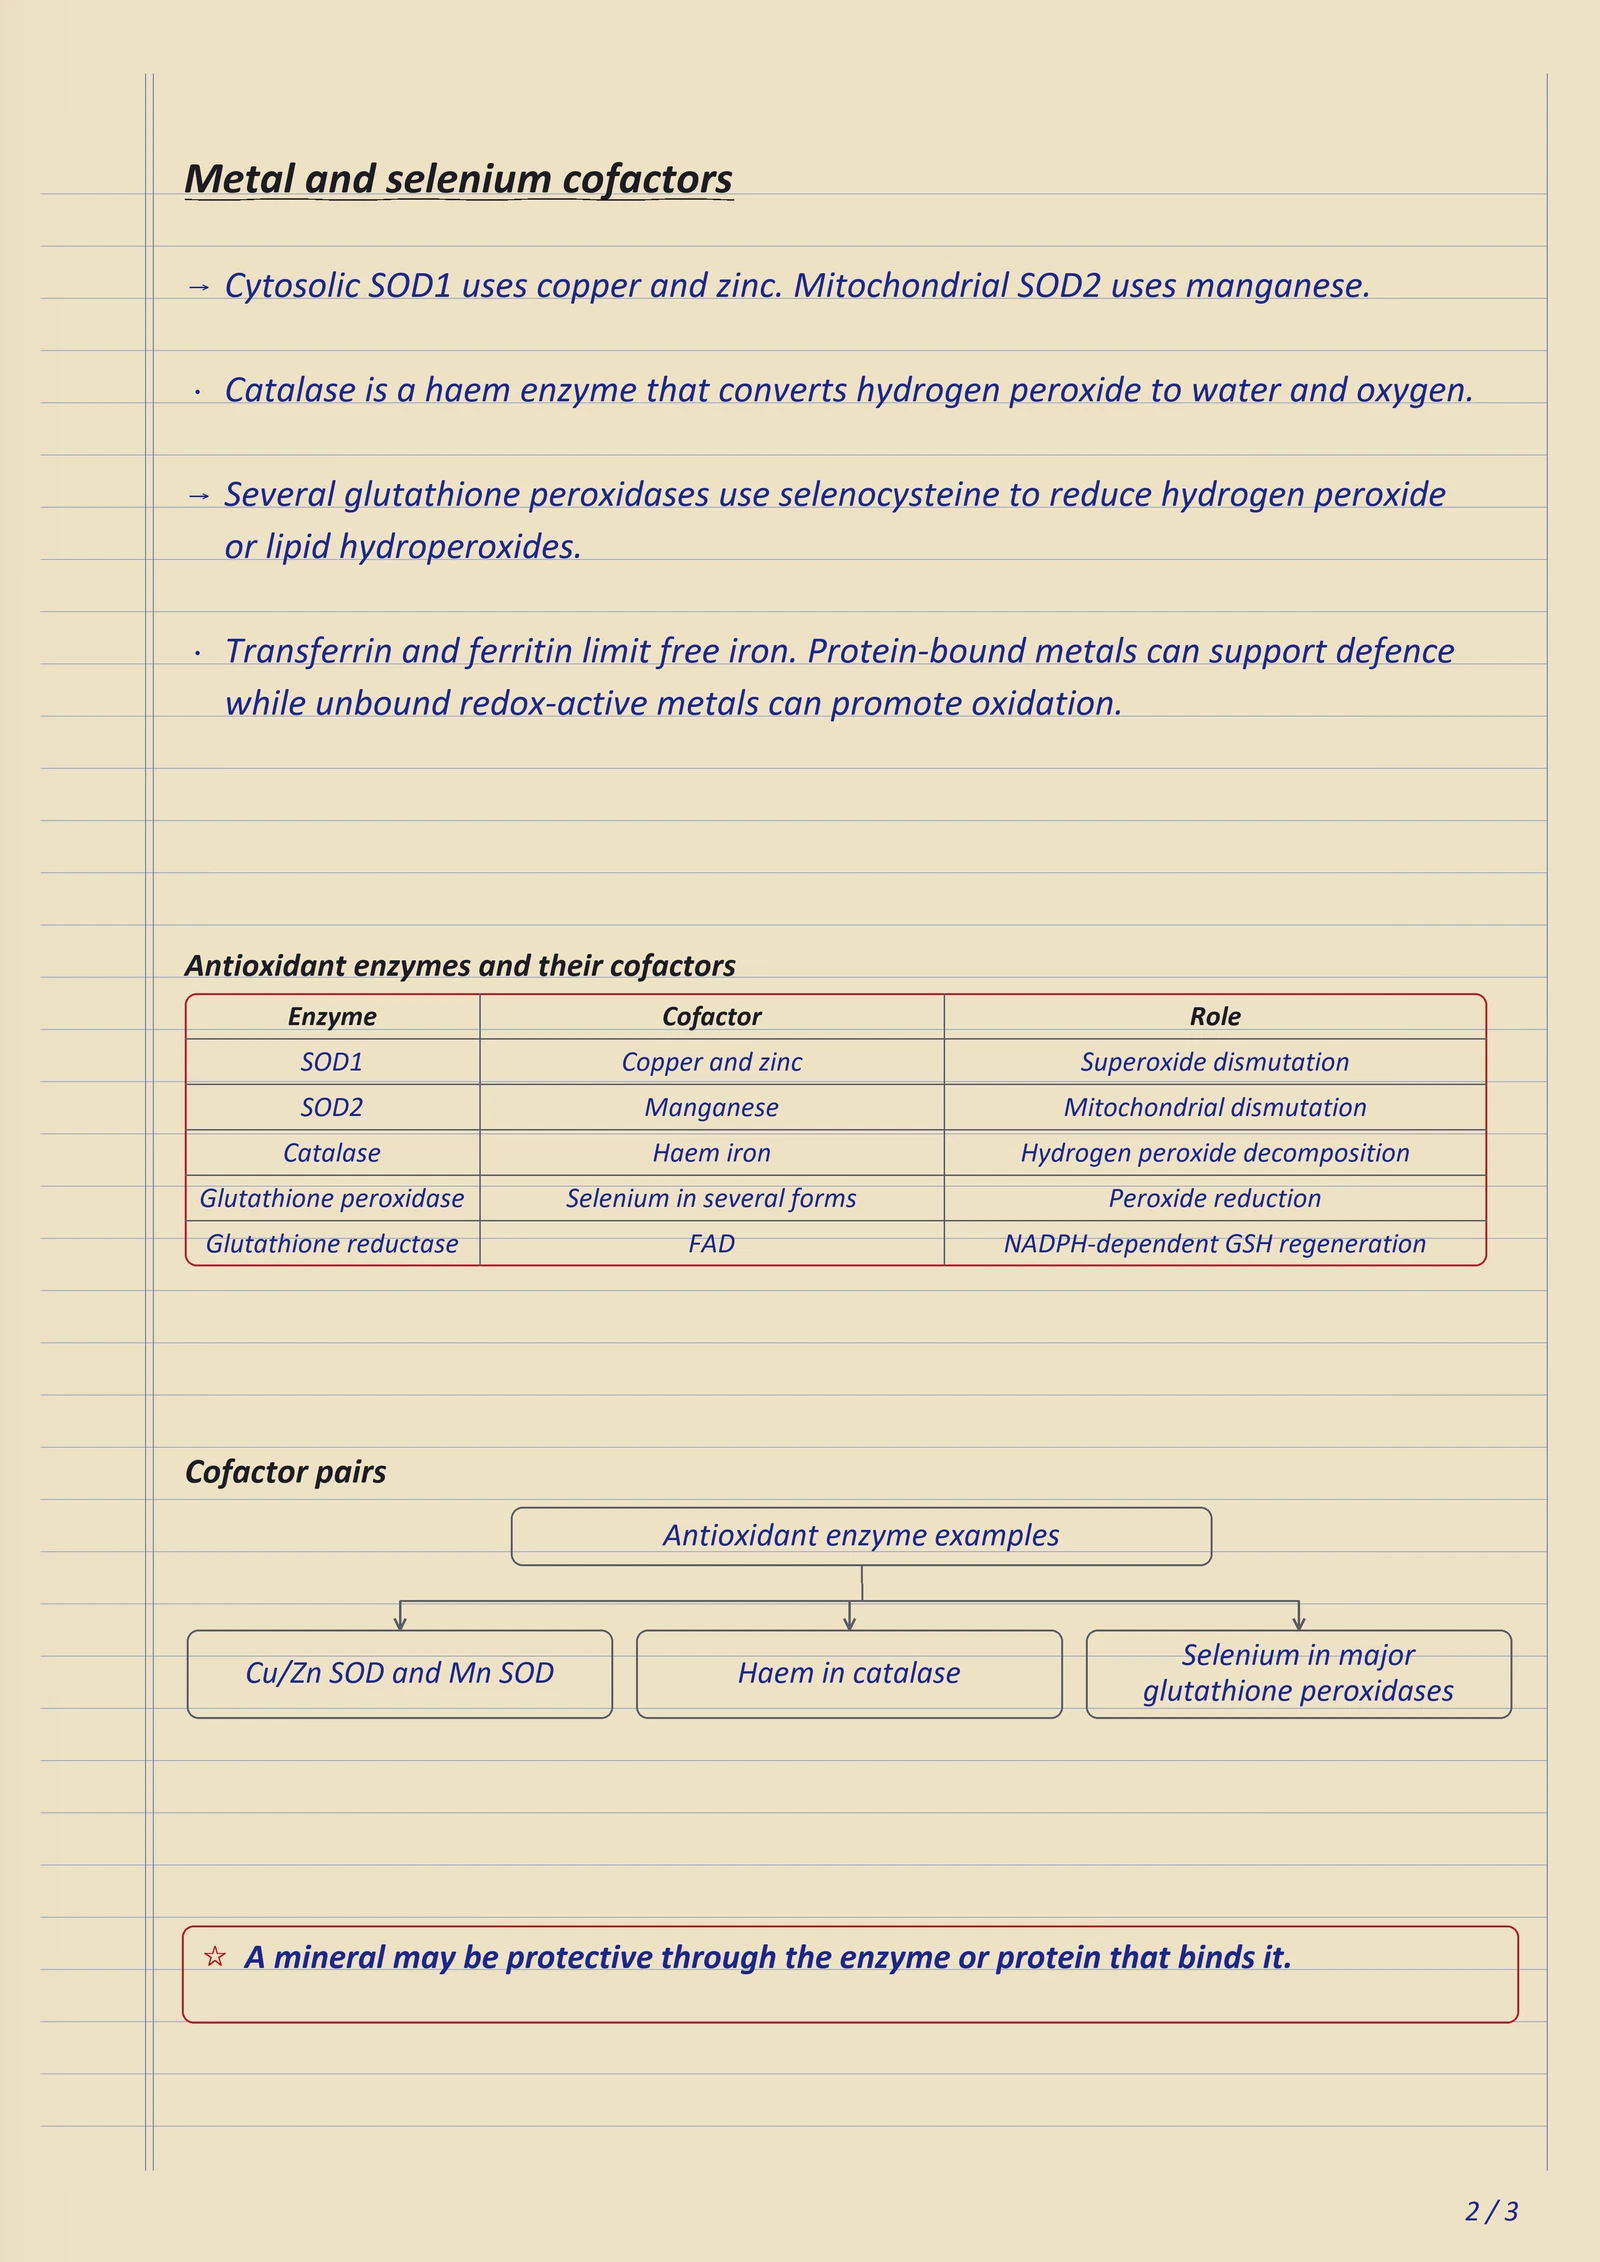 Metal and selenium cofactors
→ Cytosolic SOD1 uses copper and zinc. Mitochondrial SOD2 uses manganese.
· Catalase is a haem enzyme that converts hydrogen peroxide to water and oxygen.
→ Several glutathione peroxidases use selenocysteine to reduce hydrogen peroxide
or lipid hydroperoxides.
· Transferrin and ferritin limit free iron. Protein-bound metals can support defence
while unbound redox-active metals can promote oxidation.
Antioxidant enzymes and their cofactors
Enzyme Cofactor Role
SOD1 Copper and zinc Superoxide dismutation
SOD2 Manganese Mitochondrial dismutation
Catalase Haem iron Hydrogen peroxide decomposition
Glutathione peroxidase Selenium in several forms Peroxide reduction
Glutathione reductase FAD NADPH-dependent GSH regeneration
Cofactor pairs
Antioxidant enzyme examples
Cu/Zn SOD and Mn SOD
Haem in catalase
Selenium in major
glutathione peroxidases
☆ A mineral may be protective through the enzyme or protein that binds it.
2 / 3